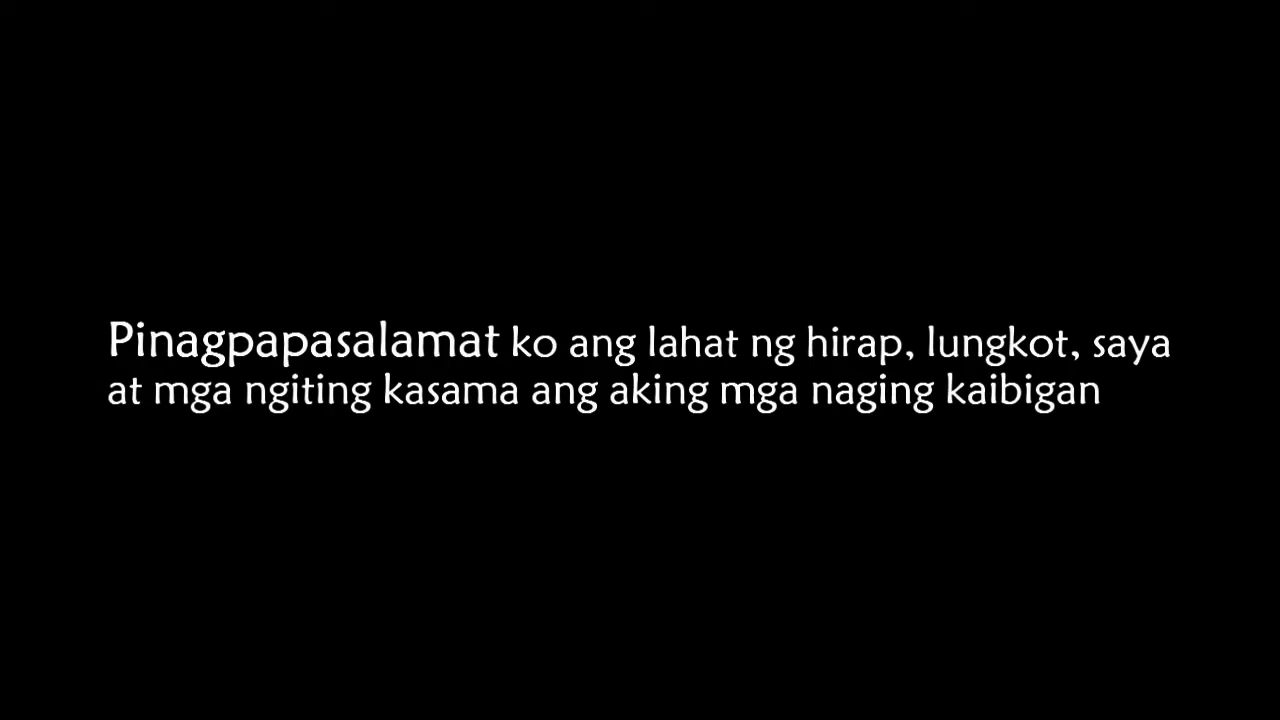 Pinagpapasalamat ko ang lahat ng hirap, lungkot, saya
at mga ngiting kasama ang aking mga naging kaibigan